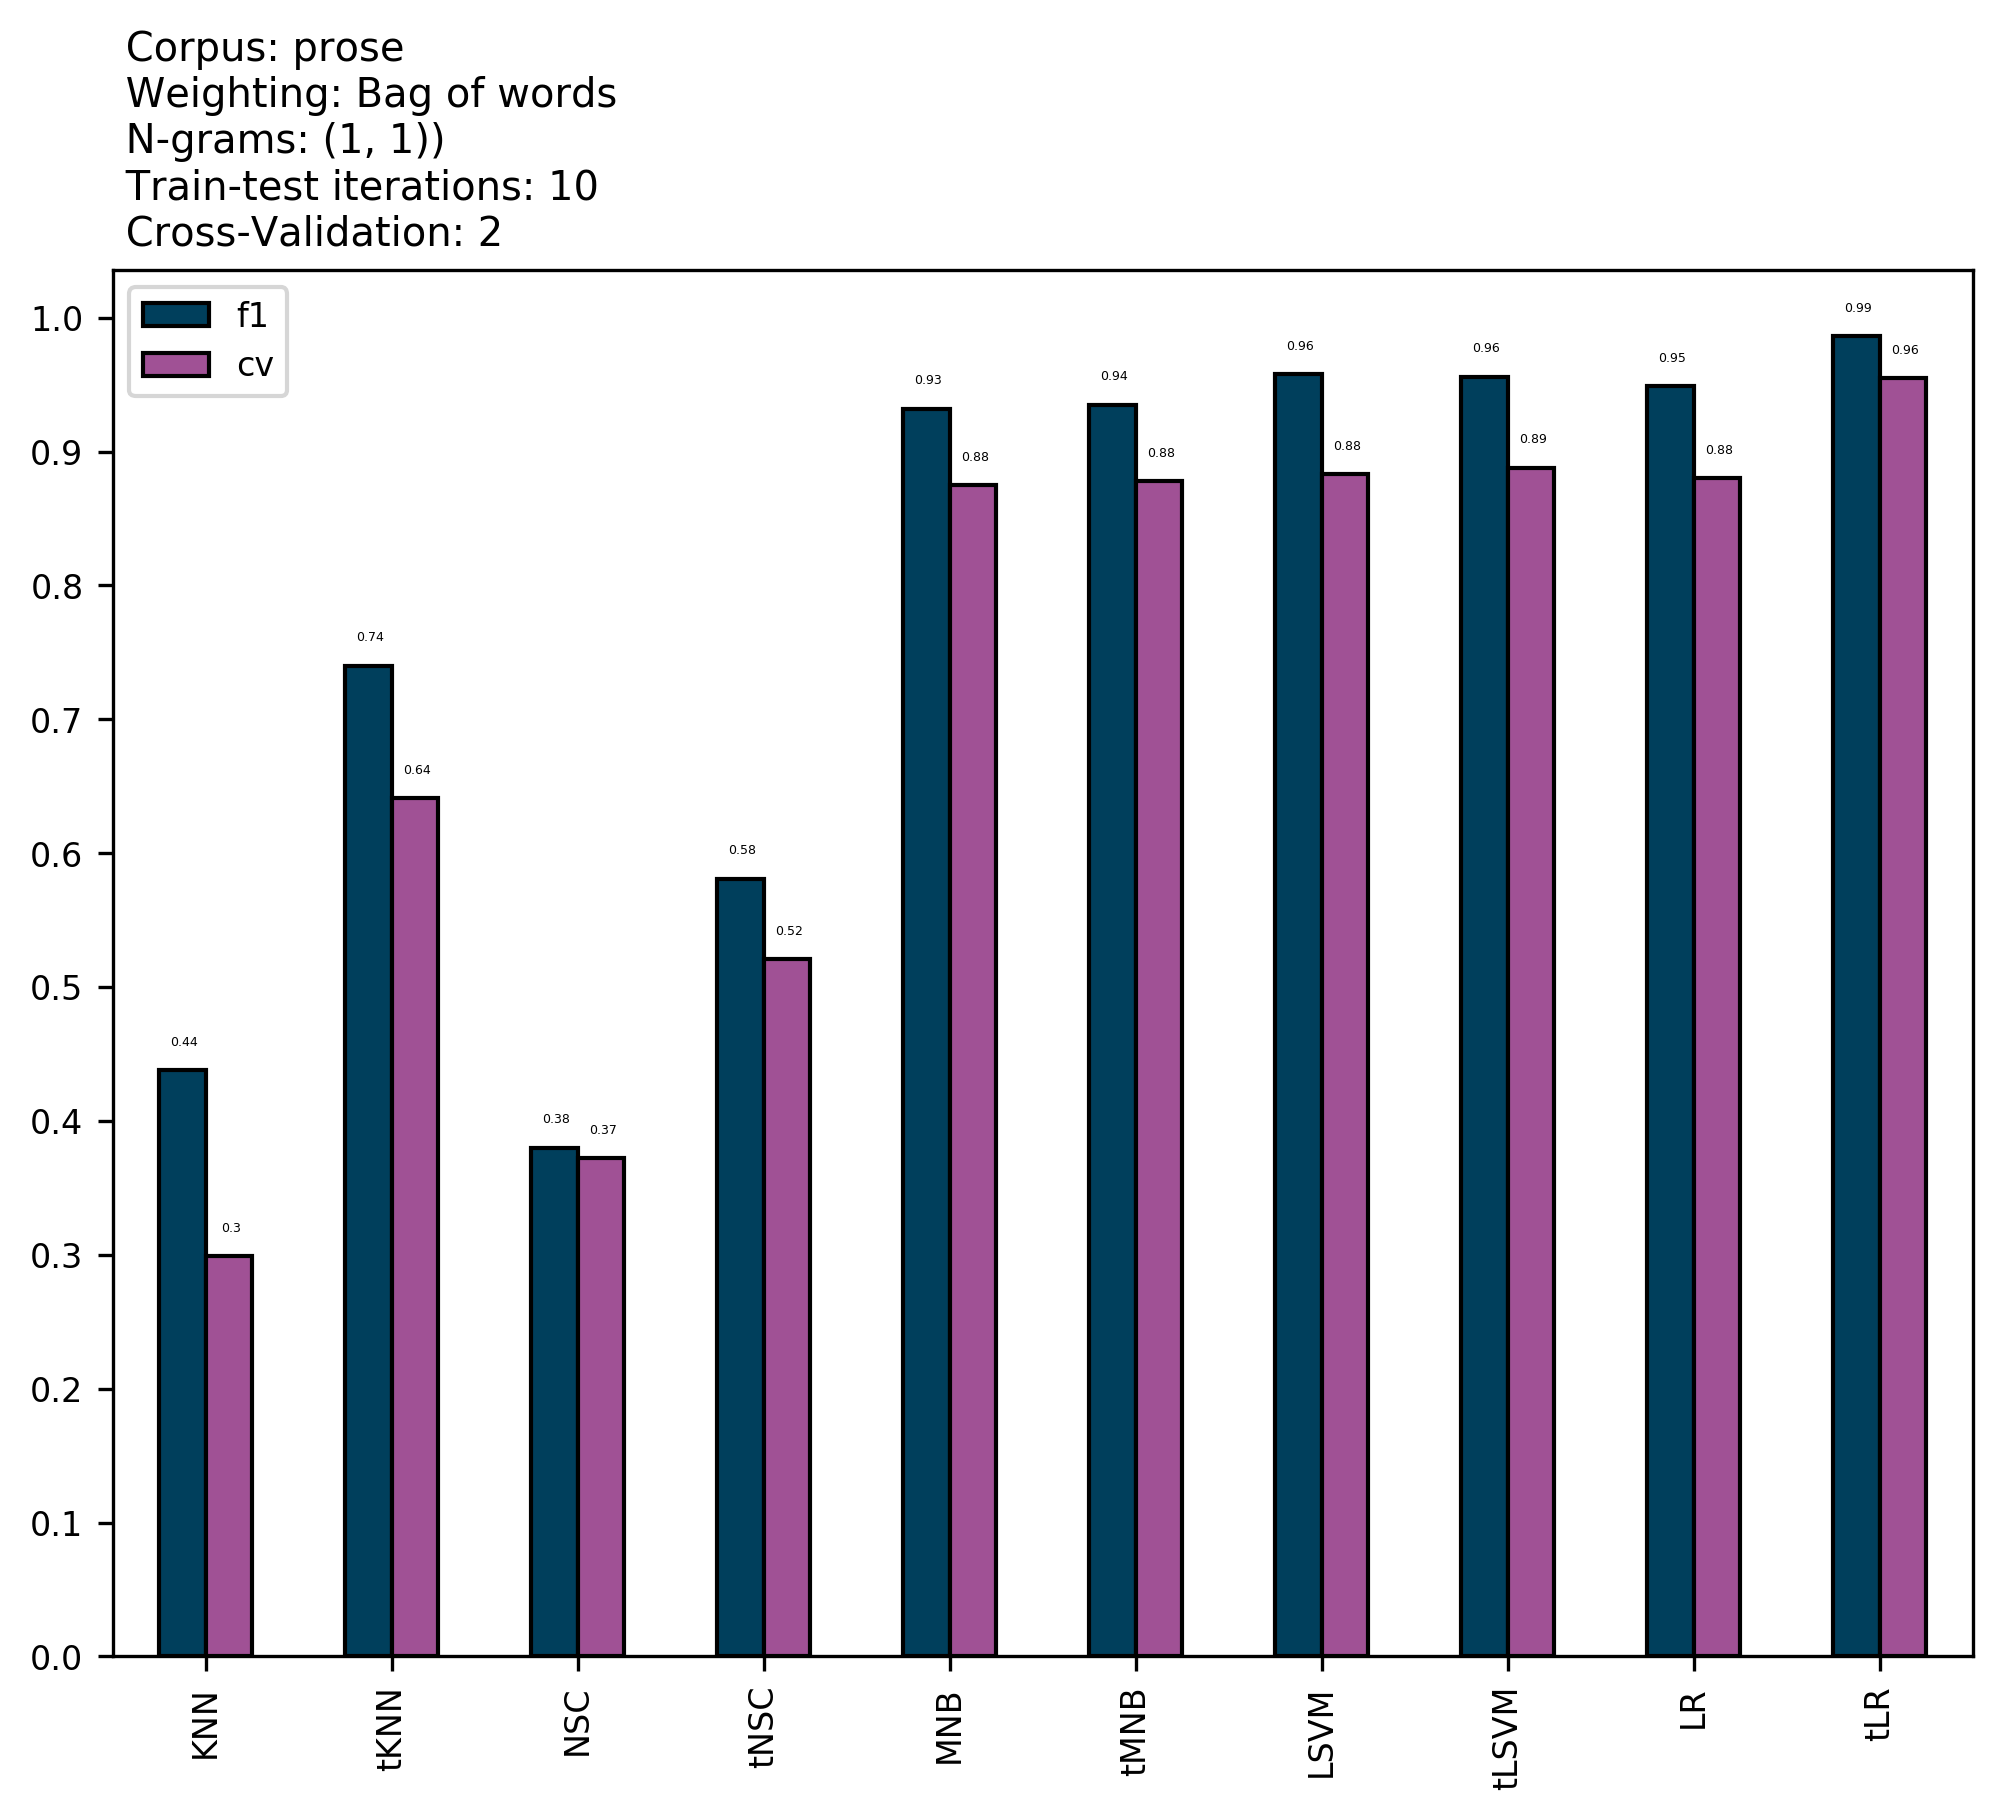 Corpus: prose
Weighting: Bag of words
N-grams: (1, 1))
Train-test iterations: 10
Cross-Validation: 2
f1
cv
1.0
0.9
0.8
0.7
0.6
0.5
0.4
0.3
0.2
0.1
0.0
0.44
0.3
0.74
0.64
0.38
0.37
0.58
0.52
0.93
0.88
0.94
0.88
0.96
0.88
0.96
0.89
0.95
0.88
0.99
0.96
KNN
tKNN
NSC
tNSC
MNB
tMNB
LSVM
tLSVM
LR
tLR